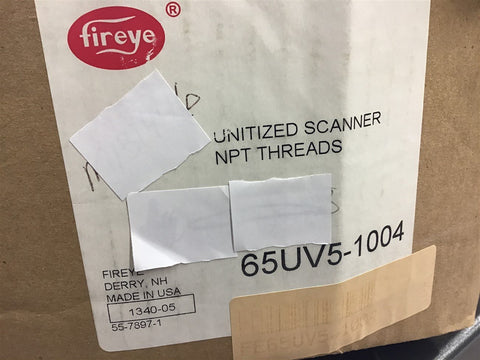 fireye®
UNITIZED SCANNER
NPT THREADS
65UV5-1004
FIREYE
DERRY, NH
MADE IN USA
1340-05
55-7897-1